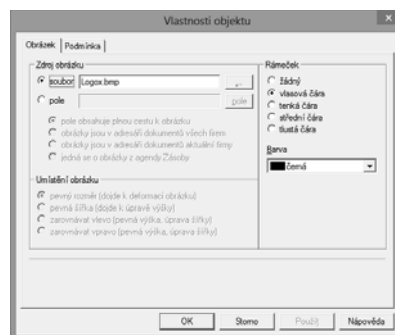 Vlastnosti objektu
Obrázek Podmínka
Zdroj obrázku
soubor Logox.bmp ...
pole pole
pole obsahuje plnou cestu k obrázku
obrázky jsou v adresáři dokumentů všech firem
obrázky jsou v adresáři dokumentů aktuální firmy
jedná se o obrázky z agendy Zásoby
Umístění obrázku
pevný rozměr (dojde k deformaci obrázku)
pevná šířka (dojde k úpravě výšky)
zarovnávat vlevo (pevná výška, úprava šířky)
zarovnávat vpravo (pevná výška, úprava šířky)
Rámeček
žádný
vlasová čára
tenká čára
střední čára
tlustá čára
Barva
černá
OK Storno Použít Nápověda